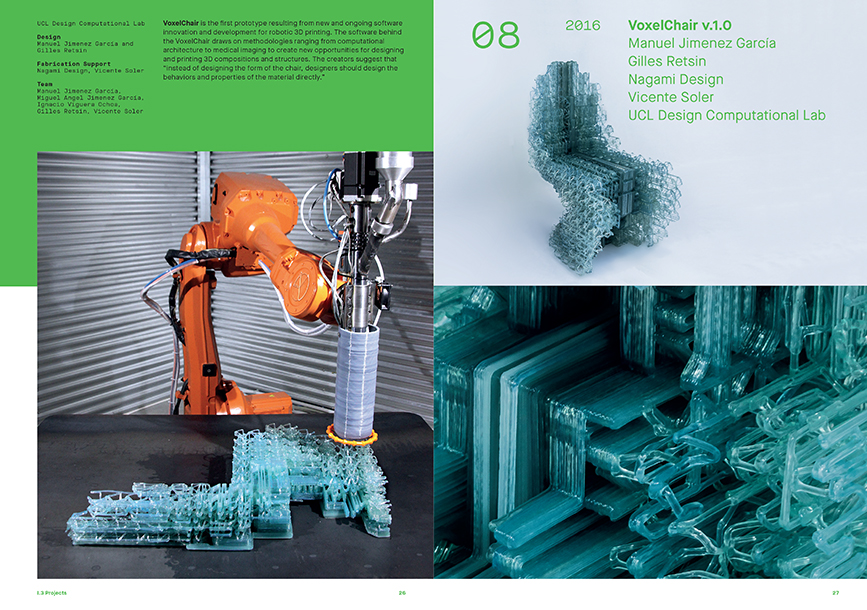 UCL Design Computational Lab
Design
Manuel Jimenez García and
Gilles Retsin
Fabrication Support
Nagami Design, Vicente Soler
Team
Manuel Jimenez García,
Miguel Angel Jimenez García,
Ignacio Viguera Ochoa,
Gilles Retsin, Vicente Soler
VoxelChair is the first prototype resulting from new and ongoing software
innovation and development for robotic 3D printing. The software behind
the VoxelChair draws on methodologies ranging from computational
architecture to medical imaging to create new opportunities for designing
and printing 3D compositions and structures. The creators suggest that
“instead of designing the form of the chair, designers should design the
behaviors and properties of the material directly.”
08
2016
VoxelChair v.1.0
Manuel Jimenez García
Gilles Retsin
Nagami Design
Vicente Soler
UCL Design Computational Lab
1.3 Projects
26
27